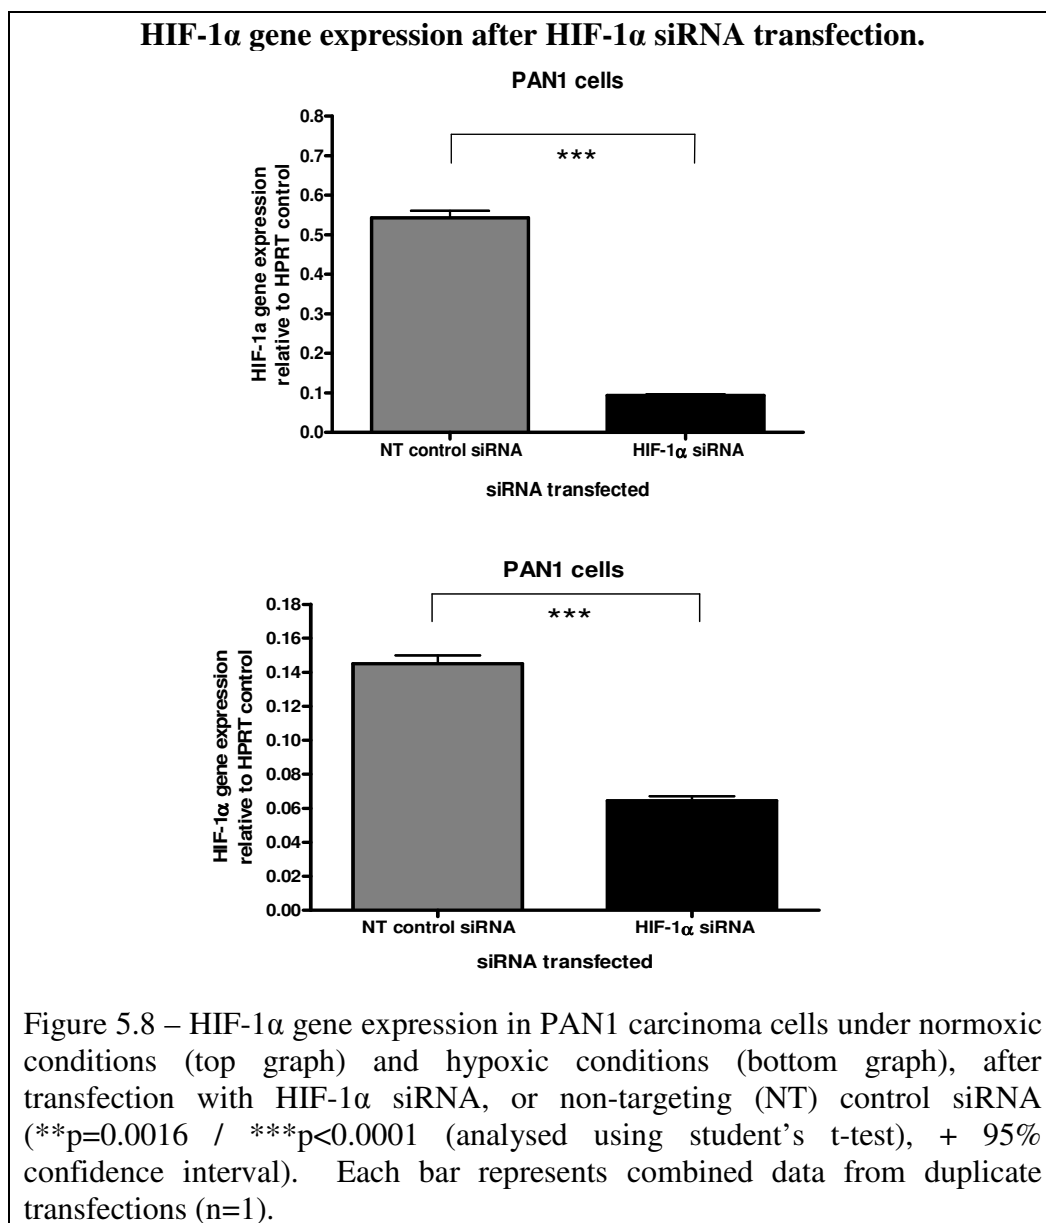 HIF-1α gene expression after HIF-1α siRNA transfection.
PAN1 cells
HIF-1a gene expression
relative to HPRT control
0.8
0.7
0.6
0.5
0.4
0.3
0.2
0.1
0.0
***
NT control siRNA
HIF-1α siRNA
siRNA transfected
PAN1 cells
HIF-1α gene expression
relative to HPRT control
0.18
0.16
0.14
0.12
0.10
0.08
0.06
0.04
0.02
0.00
***
NT control siRNA
HIF-1α siRNA
siRNA transfected
Figure 5.8 – HIF-1α gene expression in PAN1 carcinoma cells under normoxic
conditions (top graph) and hypoxic conditions (bottom graph), after
transfection with HIF-1α siRNA, or non-targeting (NT) control siRNA
(**p=0.0016 / ***p<0.0001 (analysed using student’s t-test), + 95%
confidence interval). Each bar represents combined data from duplicate
transfections (n=1).